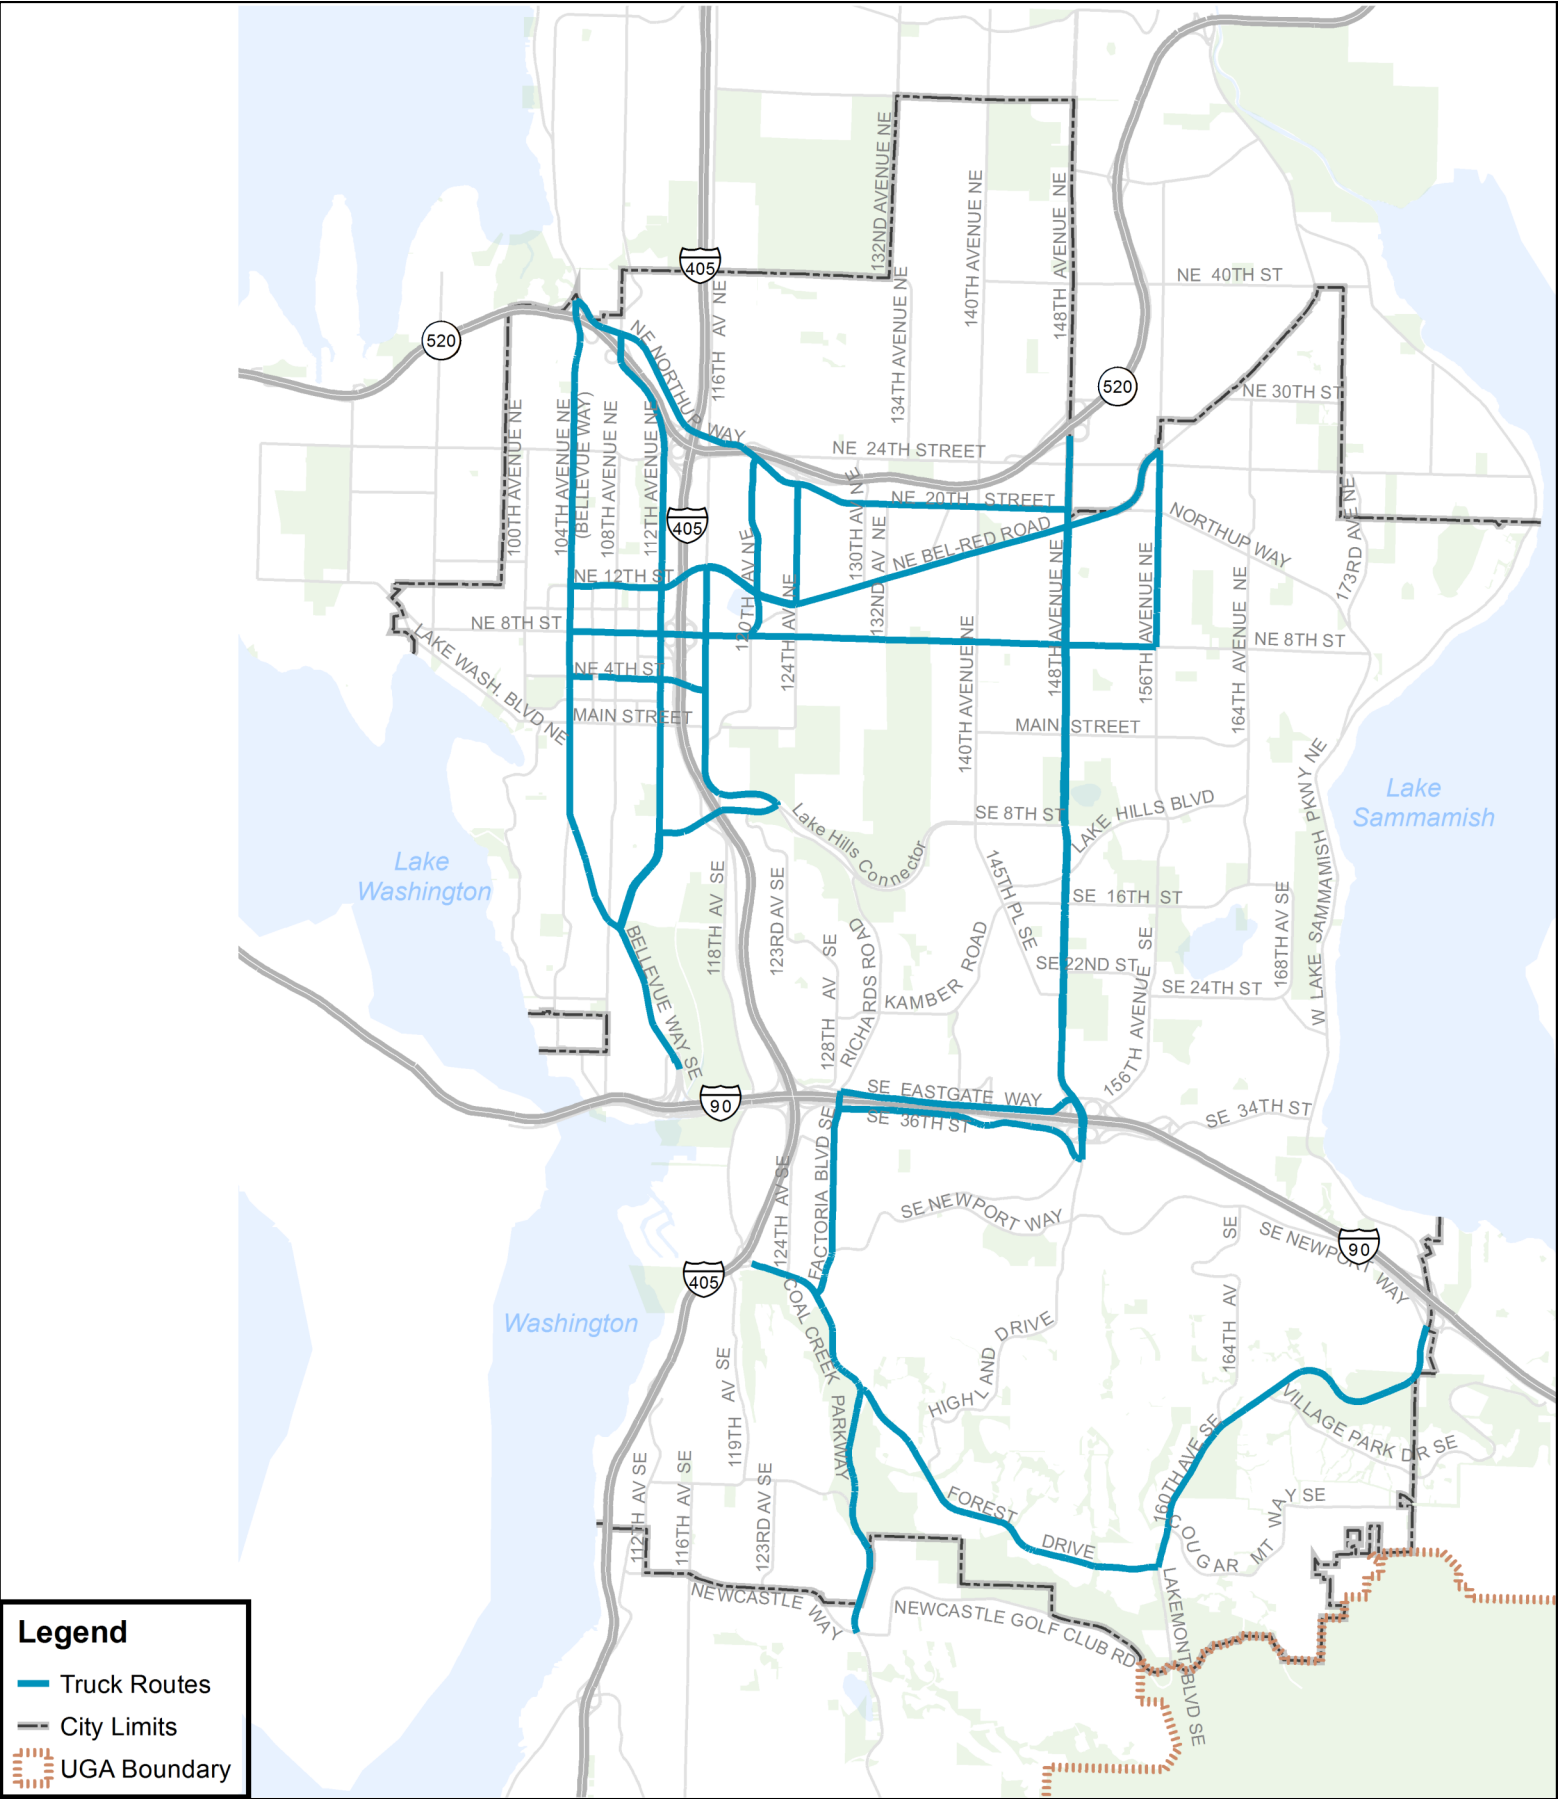 132ND AVENUE NE
140TH AVENUE NE
148TH AVENUE NE
405
NE 40TH ST
116TH AV NE
134TH AVENUE NE
520
NE NORTHUP WAY
520
NE 30TH ST
100TH AVENUE NE
104TH AVENUE NE
(BELLEVUE WAY)
108TH AVENUE NE
112TH AVENUE NE
NE 24TH STREET
405
130TH AV NE
NE 20TH STREET
132ND AV NE
NE BEL-RED ROAD
NORTHUP WAY
173RD AVE NE
NE 12TH ST
120TH AV NE
124TH AV NE
148TH AVENUE NE
156TH AVENUE NE
164TH AVENUE NE
NE 8TH ST
NE 8TH ST
LAKE WASH. BLVD NE
NE 4TH ST
140TH AVENUE NE
MAIN STREET
MAIN STREET
W LAKE SAMMAMISH PKWY NE
Lake
Sammamish
Lake Hills Connector
SE 8TH ST
LAKE HILLS BLVD
Lake
Washington
118TH AV SE
123RD AV SE
145TH PL SE
SE 16TH ST
168TH AV SE
BELLEVUE WAY SE
128TH AV SE
RICHARDS ROAD
KAMBER ROAD
SE 22ND ST
156TH AVENUE SE
SE 24TH ST
90
SE EASTGATE WAY
SE 36TH ST
SE 34TH ST
124TH AV SE
FACTORIA BLVD SE
SE NEWPORT WAY
164TH AV SE
SE NEWPORT WAY
90
405
Washington
COAL CREEK PARKWAY
HIGHLAND DRIVE
119TH AV SE
VILLAGE PARK DR SE
160TH AVE SE
112TH AV SE
116TH AV SE
123RD AV SE
FOREST DRIVE
COUGAR MT WAY SE
NEWCASTLE WAY
NEWCASTLE GOLF CLUB RD
LAKEMONT BLVD SE
Legend
Truck Routes
City Limits
UGA Boundary